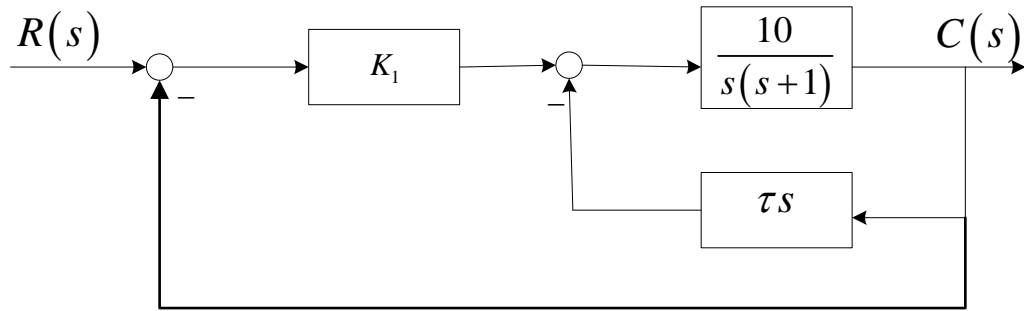 R(s)
C(s)
K₁
10
s(s+1)
τs
−
−